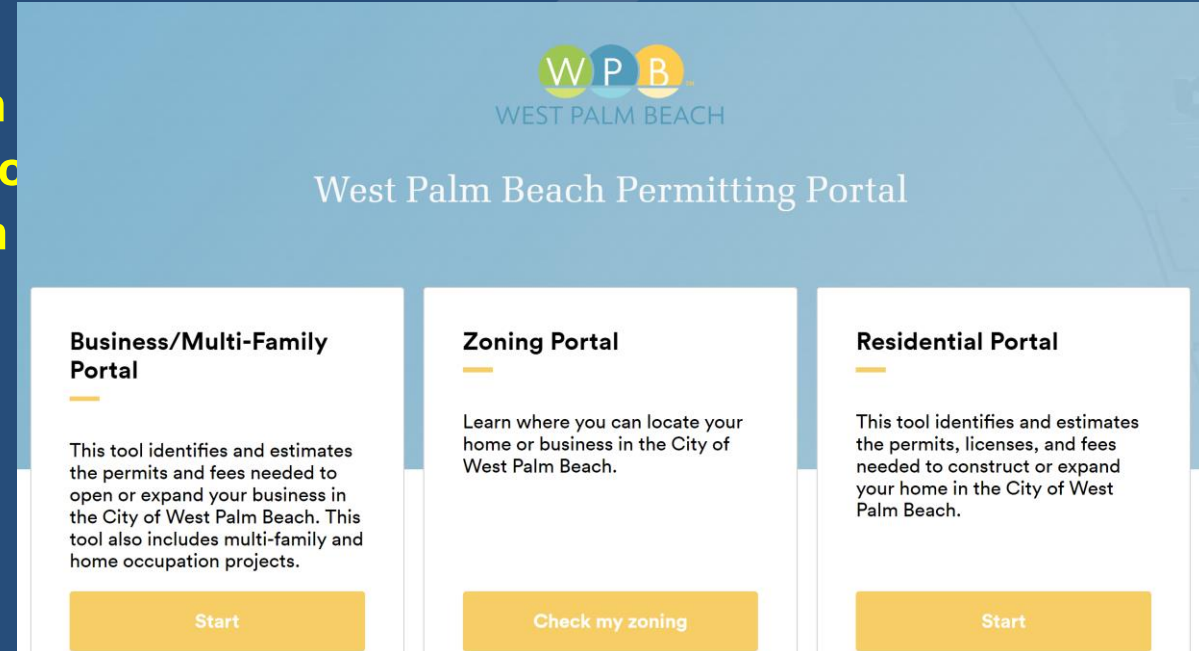 W P B
WEST PALM BEACH
West Palm Beach Permitting Portal
Business/Multi-Family
Portal
This tool identifies and estimates
the permits and fees needed to
open or expand your business in
the City of West Palm Beach. This
tool also includes multi-family and
home occupation projects.
Start
Zoning Portal
Learn where you can locate your
home or business in the City of
West Palm Beach.
Check my zoning
Residential Portal
This tool identifies and estimates
the permits, licenses, and fees
needed to construct or expand
your home in the City of West
Palm Beach.
Start